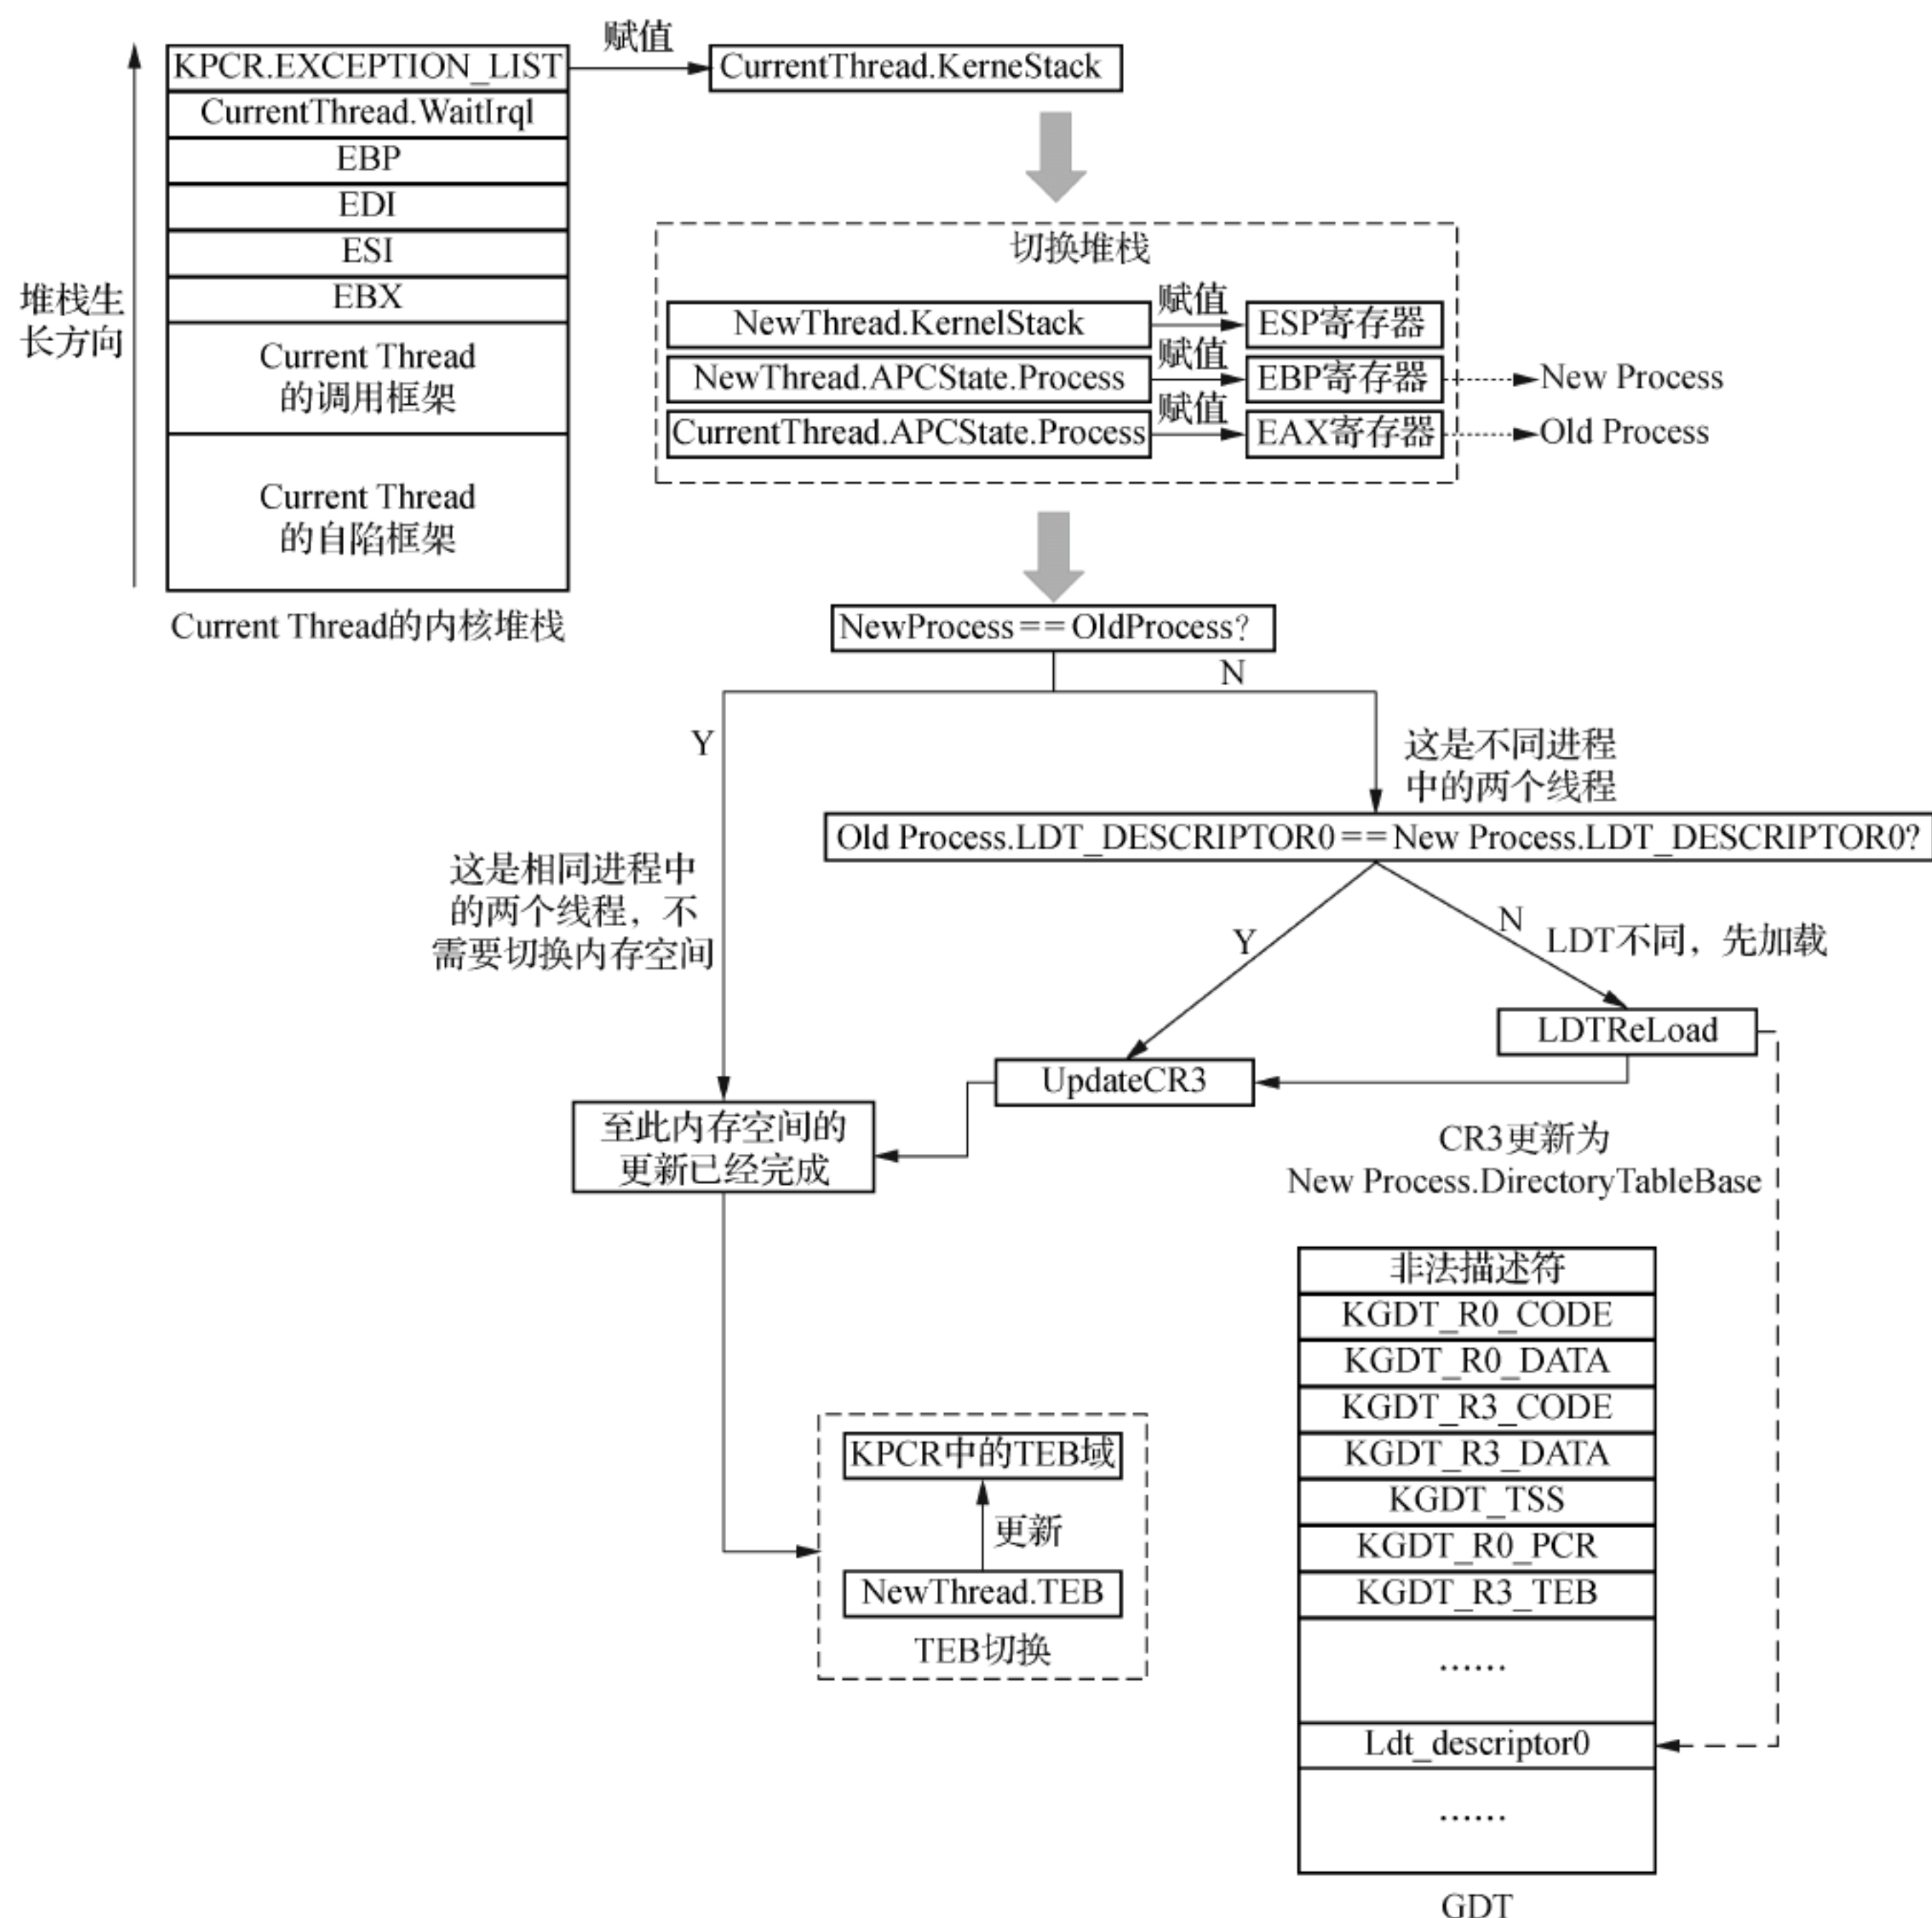 赋值
KPCR.EXCEPTION_LIST
CurrentThread.KerneStack
CurrentThread.WaitIrql
EBP
EDI
ESI
EBX
堆栈生
长方向
Current Thread
的调用框架
Current Thread
的自陷框架
Current Thread的内核堆栈
切换堆栈
NewThread.KernelStack
赋值
ESP寄存器
NewThread.APCState.Process
赋值
EBP寄存器
New Process
CurrentThread.APCState.Process
赋值
EAX寄存器
Old Process
NewProcess==OldProcess?
N
Y
这是不同进程
中的两个线程
Old Process.LDT_DESCRIPTOR0==New Process.LDT_DESCRIPTOR0?
这是相同进程中
的两个线程，不
需要切换内存空间
Y
N
LDT不同，先加载
LDTReLoad
UpdateCR3
至此内存空间的
更新已经完成
CR3更新为
New Process.DirectoryTableBase
非法描述符
KGDT_R0_CODE
KGDT_R0_DATA
KGDT_R3_CODE
KGDT_R3_DATA
KGDT_TSS
KGDT_R0_PCR
KGDT_R3_TEB
……
Ldt_descriptor0
……
GDT
KPCR中的TEB域
更新
NewThread.TEB
TEB切换